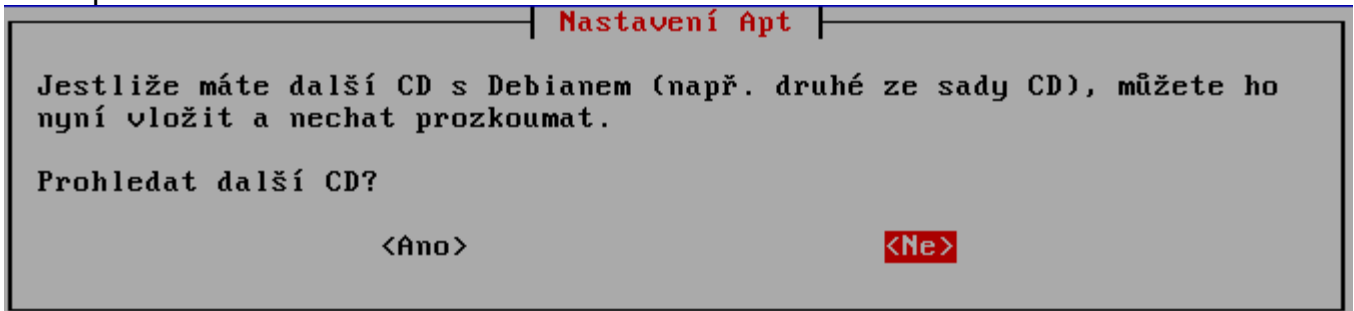 Nastavení Apt
Jestliže máte další CD s Debianem (např. druhé ze sady CD), můžete ho
nyní vložit a nechat prozkoumat.
Prohledat další CD?
<Ano> <Ne>